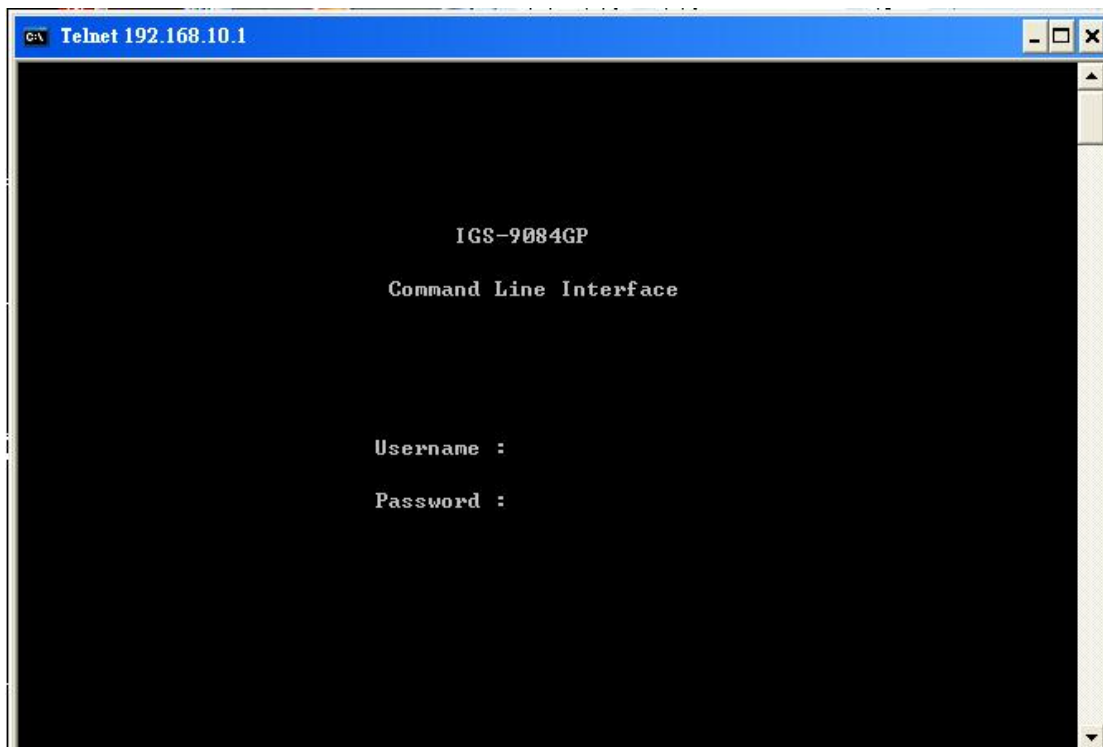 Telnet 192.168.10.1
IGS-9084GP
Command Line Interface
Username :
Password :